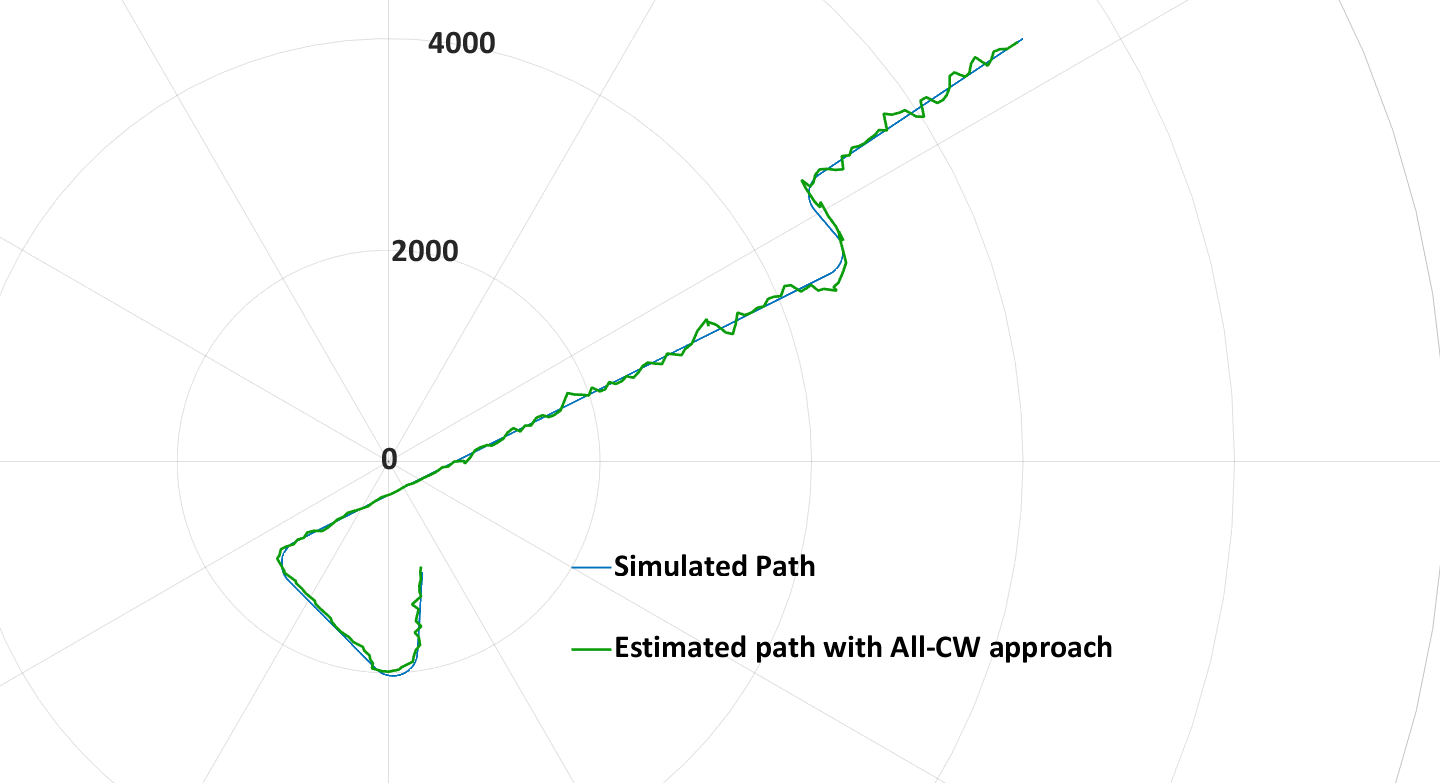 4000
2000
0
Simulated Path
Estimated path with All-CW approach